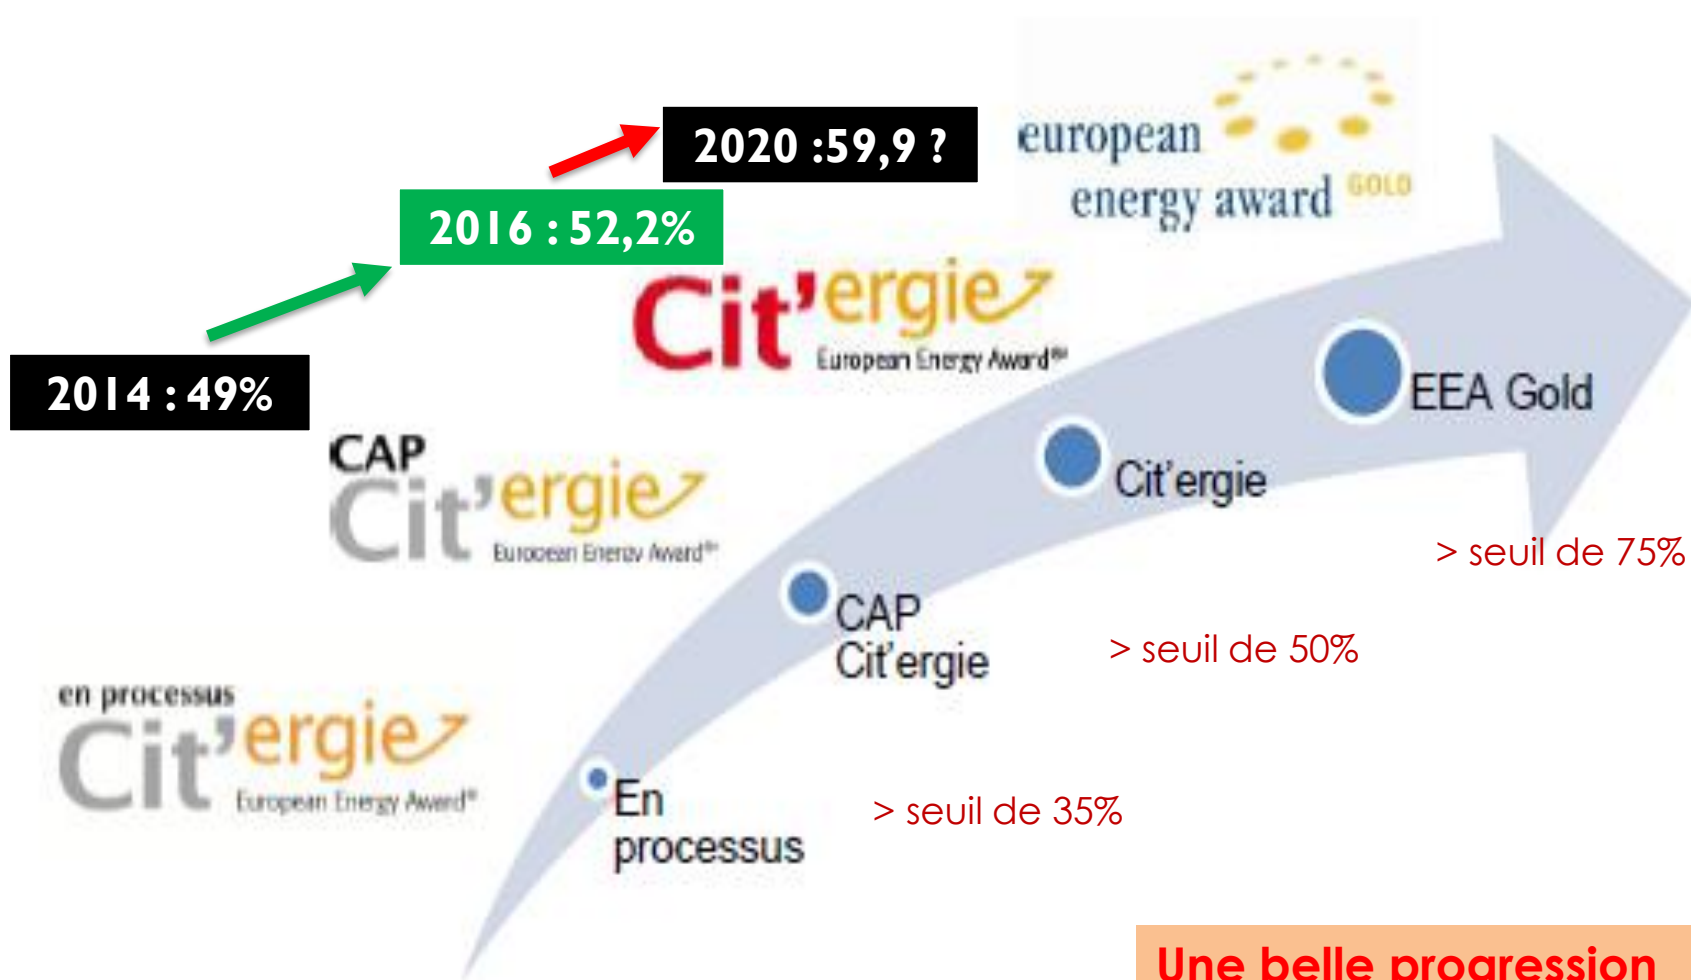 2020 :59,9 ?
european
energy award GOLD
2016 : 52,2%
Cit'ergie
European Energy Award®
2014 : 49%
EEA Gold
CAP
Cit'ergie
European Energy Award®
Cit'ergie
> seuil de 75%
CAP
Cit'ergie
> seuil de 50%
en processus
Cit'ergie
European Energy Award®
En
processus
> seuil de 35%
Une belle progression